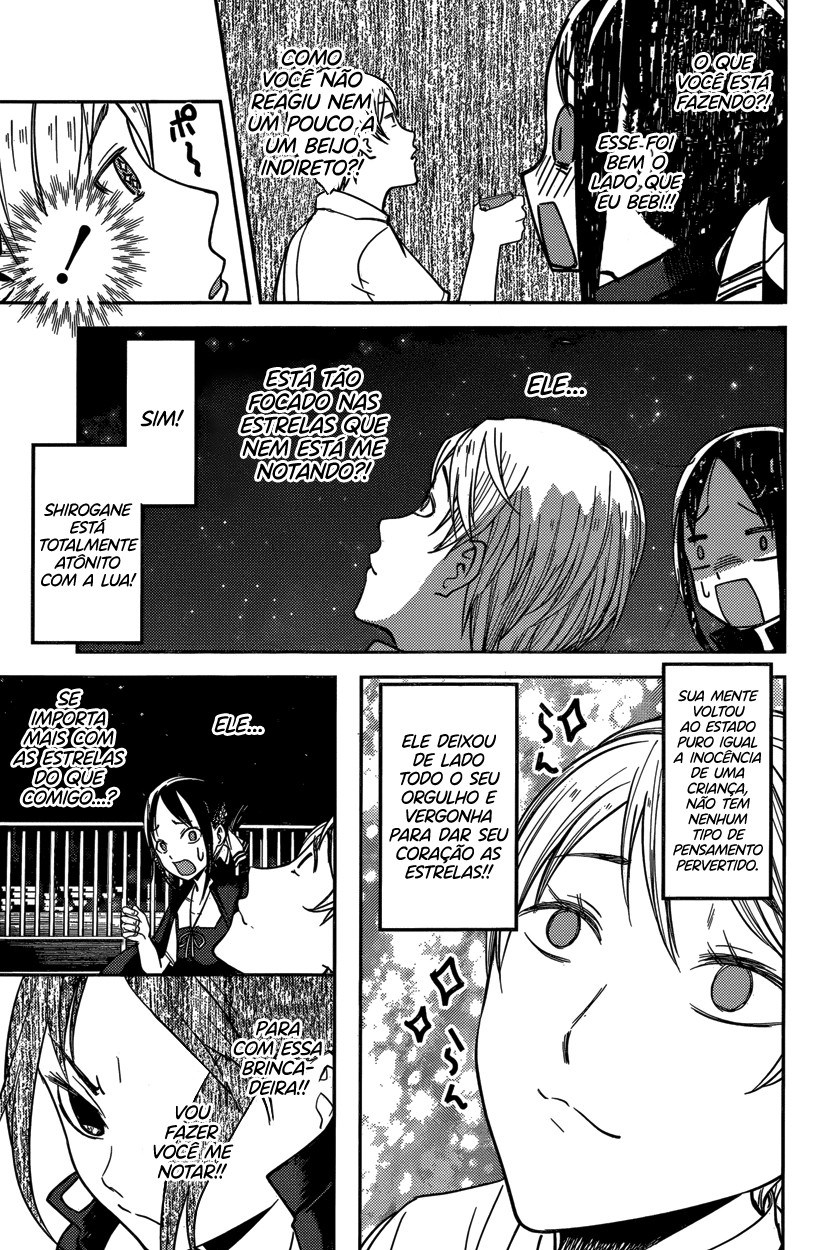 O QUE
VOCÊ ESTÁ
FAZENDO?!
ESSE FOI
BEM O
LADO QUE
EU BEBI!!
COMO
VOCÊ NÃO
REAGIU NEM
UM POUCO A
UM BEIJO
INDIRETO?!
ポ〜
!
ELE...
ESTÁ TÃO
FOCADO NAS
ESTRELAS QUE
NEM ESTÁ ME
NOTANDO?!
SIM!
SHIROGANE
ESTÁ
TOTALMENTE
ATÔNITO
COM A LUA!
SUA MENTE
VOLTOU
AO ESTADO
PURO IGUAL
A INOCÊNCIA
DE UMA
CRIANÇA,
NÃO TEM
NENHUM
TIPO DE
PENSAMENTO
PERVERTIDO.
ELE DEIXOU
DE LADO
TODO O SEU
ORGULHO E
VERGONHA
PARA DAR SEU
CORAÇÃO AS
ESTRELAS!!
ELE...
SE
IMPORTA
MAIS COM
AS ESTRELAS
DO QUE
COMIGO...?
PARA
COM ESSA
BRINCA-
DEIRA!!
VOU
FAZER
VOCÊ ME
NOTAR!!